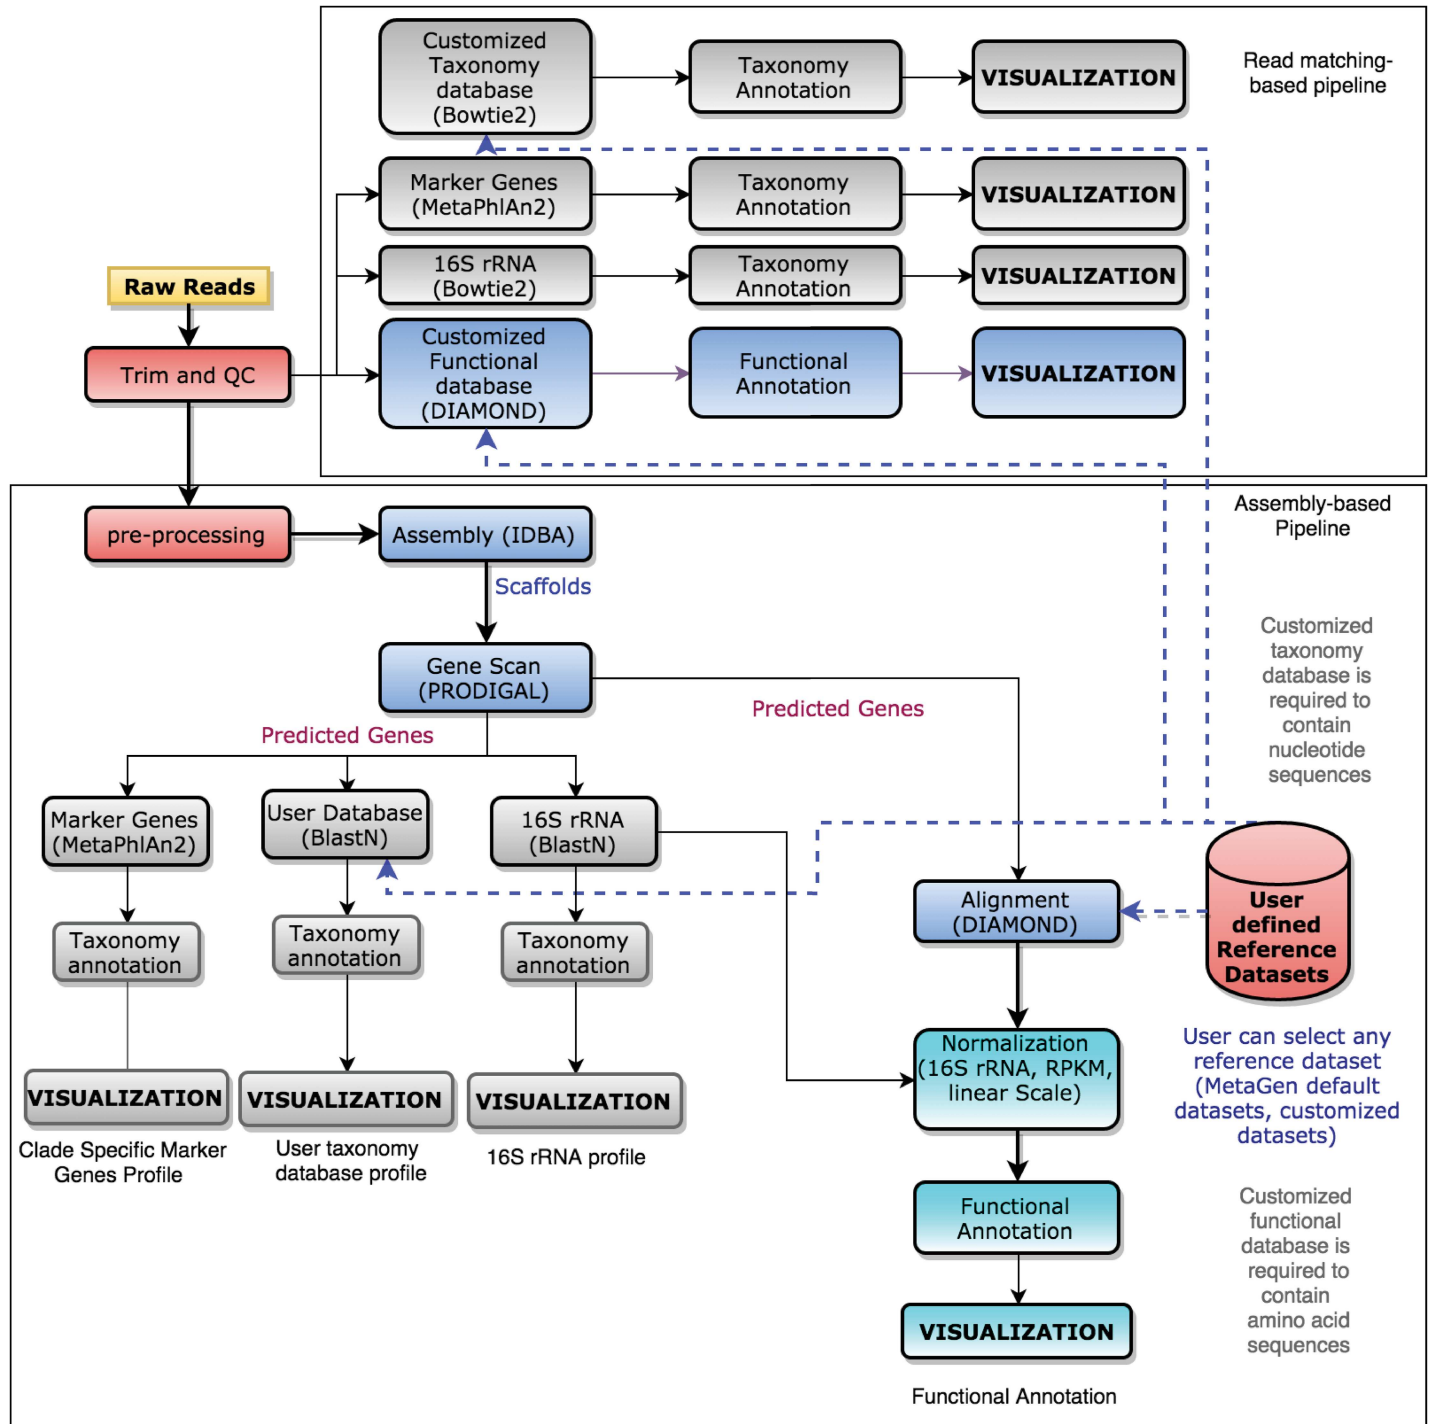 Customized
Taxonomy
database
(Bowtie2)
Taxonomy
Annotation
VISUALIZATION
Read matching-
based pipeline
Marker Genes
(MetaPhlAn2)
Taxonomy
Annotation
VISUALIZATION
16S rRNA
(Bowtie2)
Taxonomy
Annotation
VISUALIZATION
Raw Reads
Trim and QC
Customized
Functional
database
(DIAMOND)
Functional
Annotation
VISUALIZATION
Assembly-based
Pipeline
pre-processing
Assembly (IDBA)
Scaffolds
Gene Scan
(PRODIGAL)
Predicted Genes
Predicted Genes
Customized
taxonomy
database is
required to
contain
nucleotide
sequences
Marker Genes
(MetaPhlAn2)
User Database
(BlastN)
16S rRNA
(BlastN)
Alignment
(DIAMOND)
User
defined
Reference
Datasets
Taxonomy
annotation
Taxonomy
annotation
Taxonomy
annotation
Normalization
(16S rRNA, RPKM,
linear Scale)
User can select any
reference dataset
(MetaGen default
datasets, customized
datasets)
VISUALIZATION
VISUALIZATION
VISUALIZATION
Clade Specific Marker
Genes Profile
User taxonomy
database profile
16S rRNA profile
Functional
Annotation
Customized
functional
database is
required to
contain
amino acid
sequences
VISUALIZATION
Functional Annotation